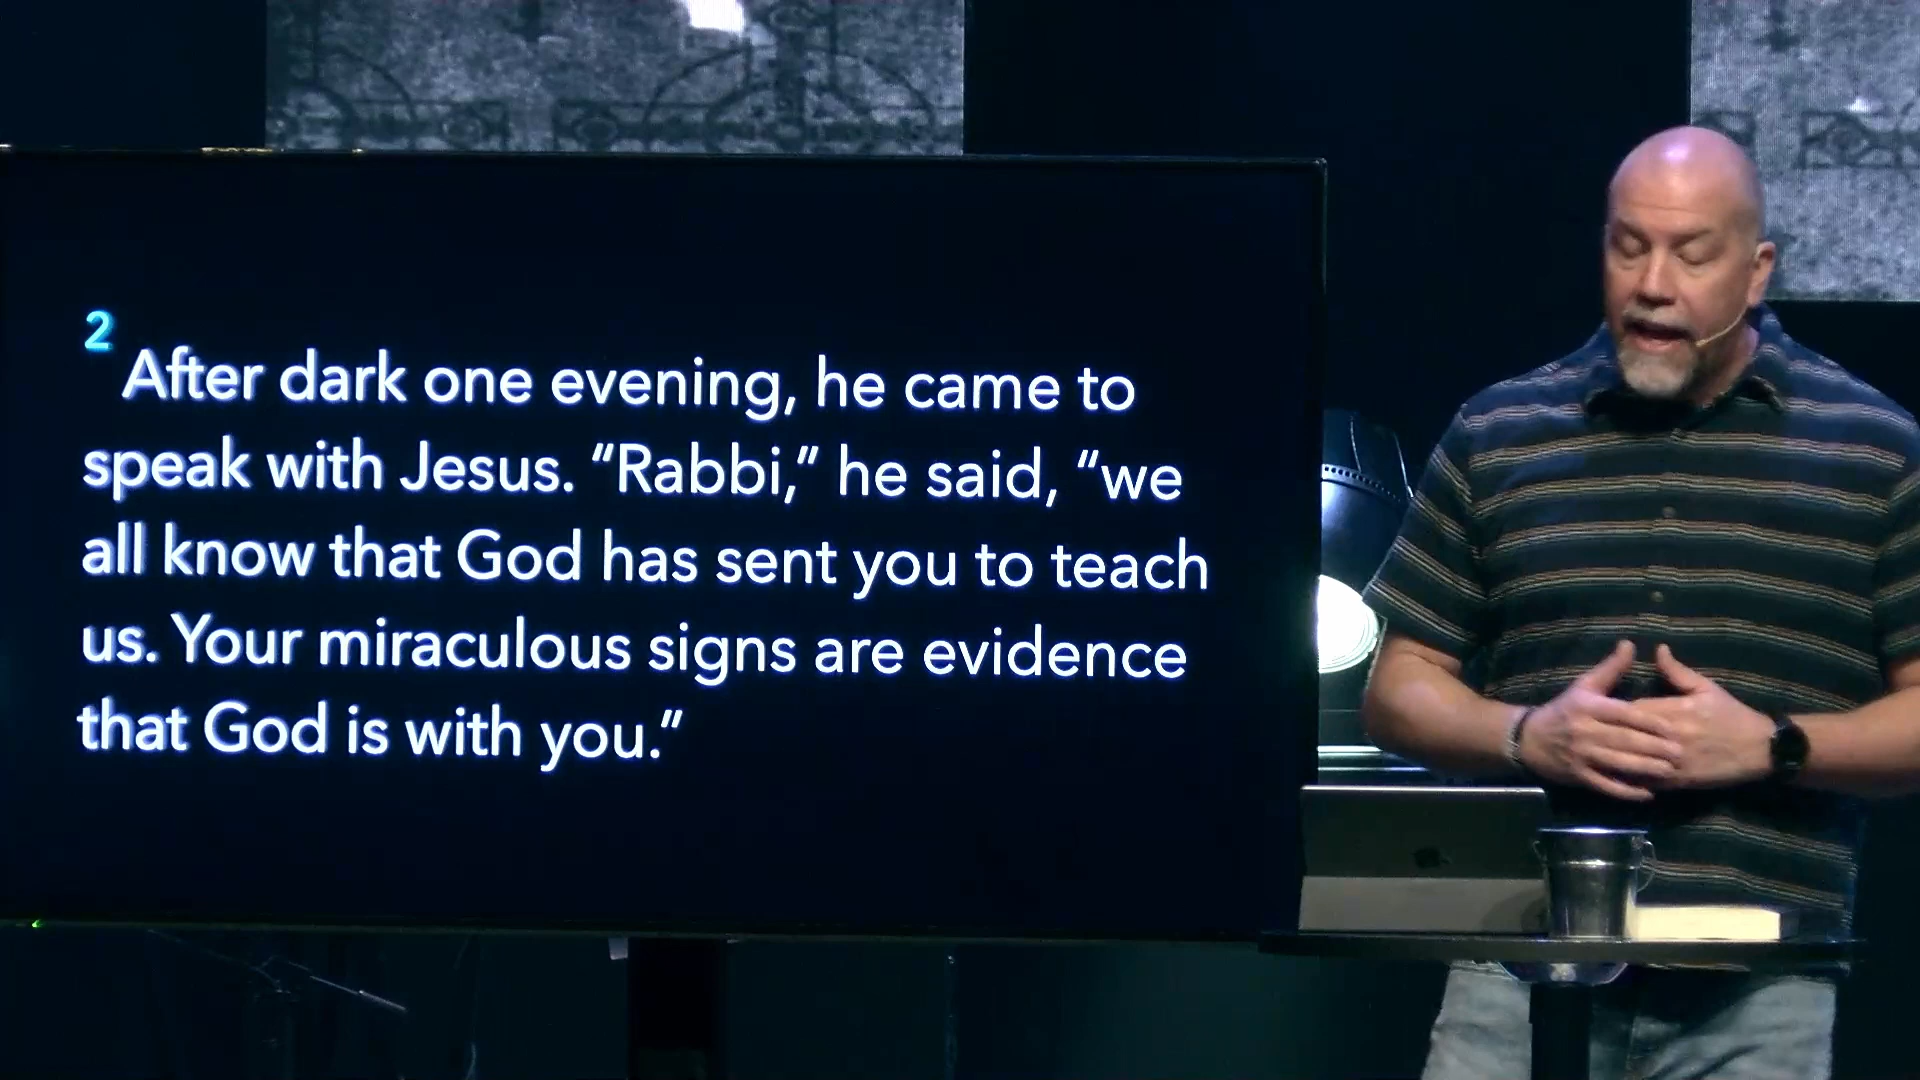 2 After dark one evening, he came to
speak with Jesus. “Rabbi,” he said, “we
all know that God has sent you to teach
us. Your miraculous signs are evidence
that God is with you.”